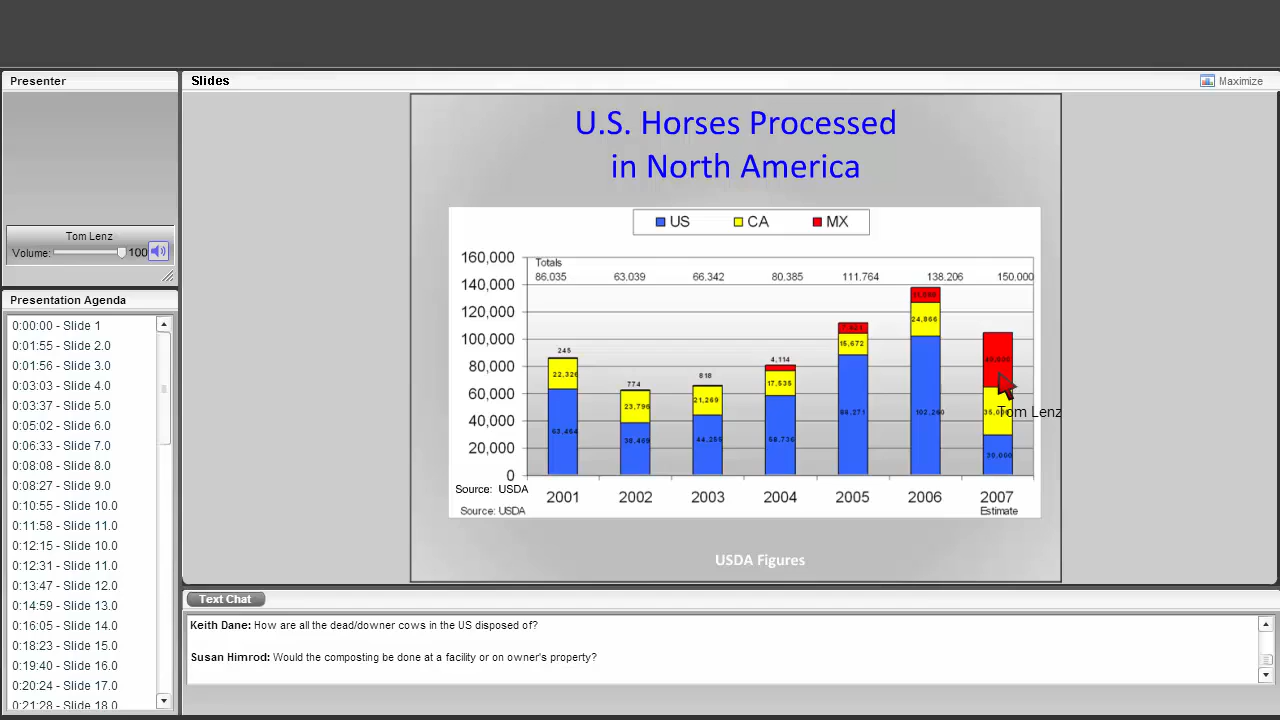 Presenter
Tom Lenz
Volume: 100
Presentation Agenda
0:00:00 - Slide 1
0:01:55 - Slide 2.0
0:01:56 - Slide 3.0
0:03:03 - Slide 4.0
0:03:37 - Slide 5.0
0:05:02 - Slide 6.0
0:06:33 - Slide 7.0
0:08:08 - Slide 8.0
0:08:27 - Slide 9.0
0:10:55 - Slide 10.0
0:11:58 - Slide 11.0
0:12:15 - Slide 10.0
0:12:31 - Slide 11.0
0:13:47 - Slide 12.0
0:14:59 - Slide 13.0
0:16:05 - Slide 14.0
0:18:23 - Slide 15.0
0:19:40 - Slide 16.0
0:20:24 - Slide 17.0
0:21:28 - Slide 18.0
Slides
Maximize
U.S. Horses Processed
in North America
US CA MX
Totals
86.035 63.039 66.342 80.385 111.764 138.206 150.000
160,000
140,000
120,000
100,000
80,000
60,000
40,000
20,000
0
245
22,326
63,464
774
23,796
38,469
818
21,269
44,255
4,114
17,535
58,736
15,672
24,866
102,260
30,000
Tom Lenz
2001 2002 2003 2004 2005 2006 2007
Estimate
Source: USDA
Source: USDA
USDA Figures
Text Chat
Keith Dane: How are all the dead/downer cows in the US disposed of?
Susan Himrod: Would the composting be done at a facility or on owner's property?